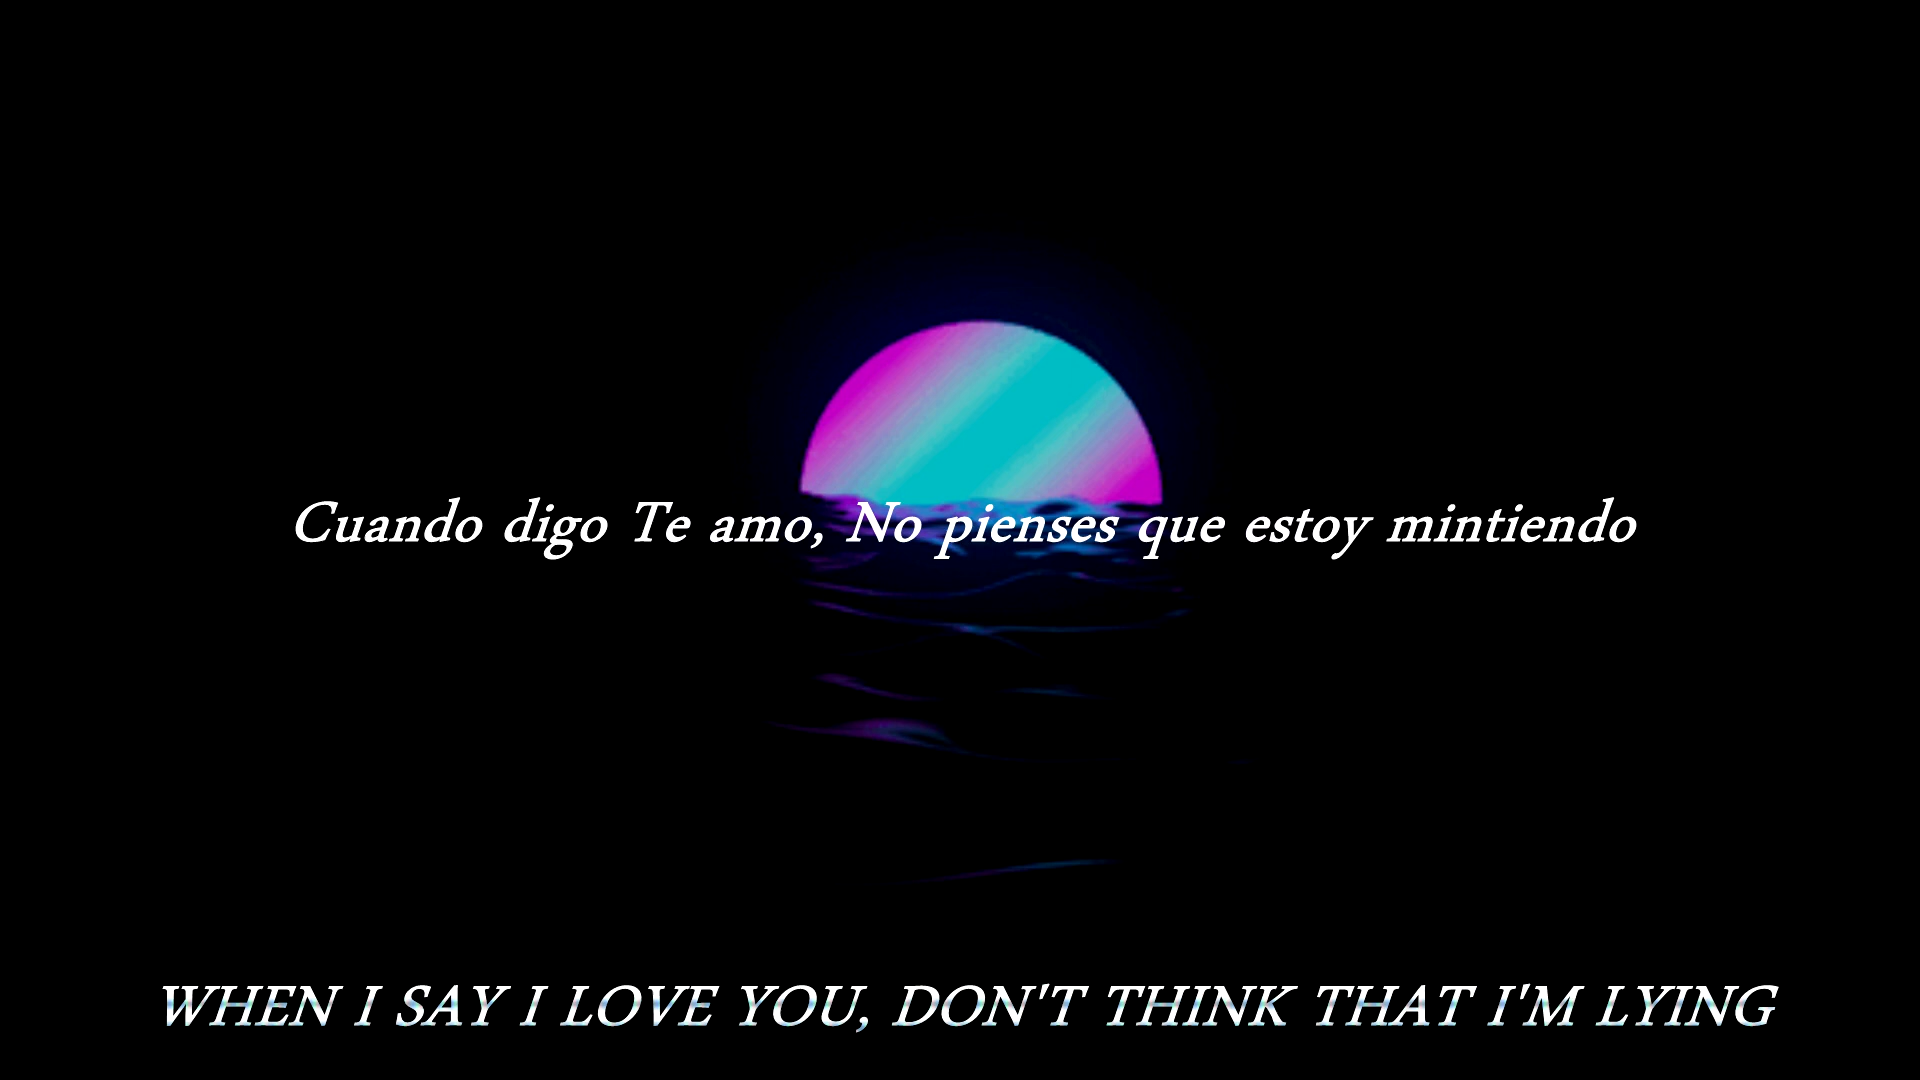 Cuando digo Te amo, No pienses que estoy mintiendo
WHEN I SAY I LOVE YOU, DON'T THINK THAT I'M LYING